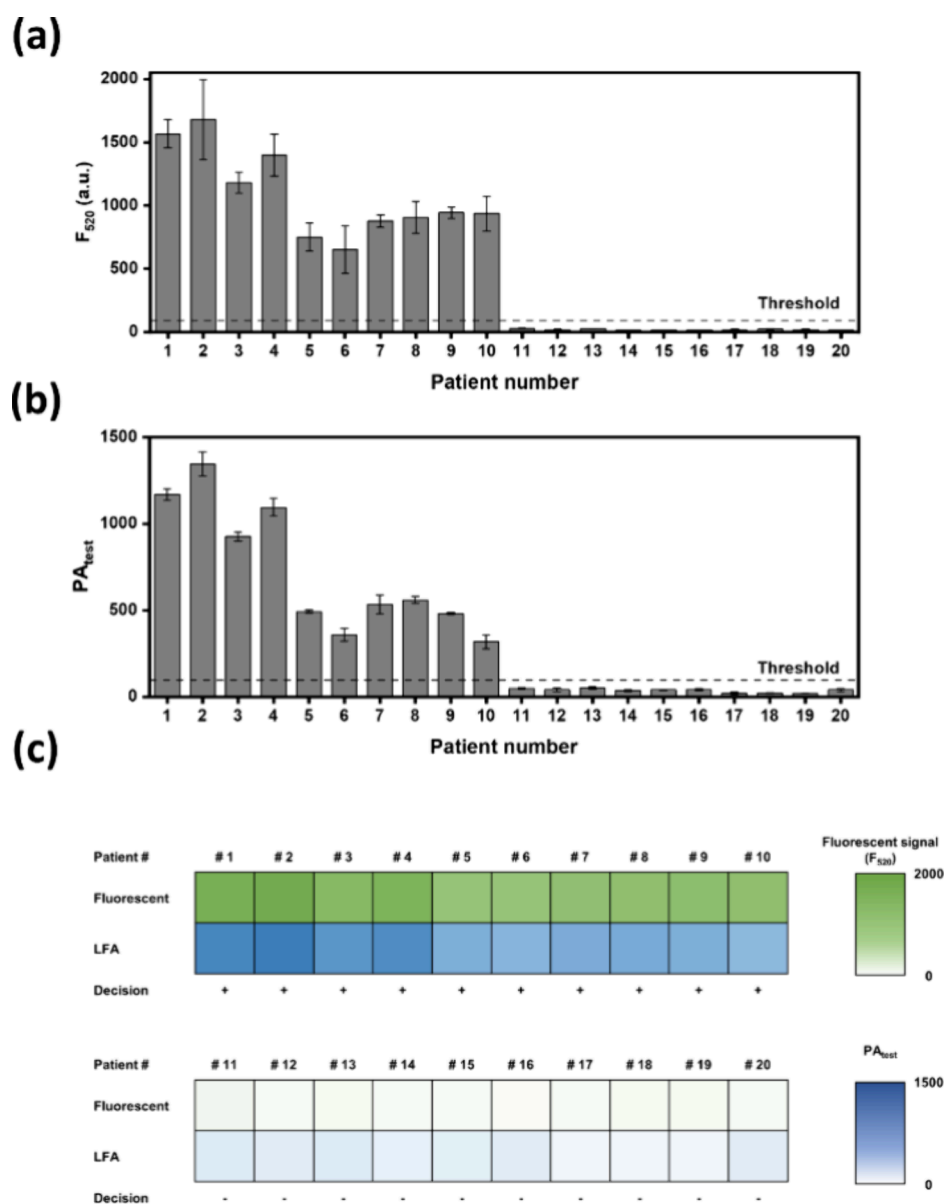 (a)
2000
1500
1000
500
0
F520 (a.u.)
Threshold
1 2 3 4 5 6 7 8 9 10 11 12 13 14 15 16 17 18 19 20
Patient number
(b)
1500
1000
500
0
PAtest
Threshold
1 2 3 4 5 6 7 8 9 10 11 12 13 14 15 16 17 18 19 20
Patient number
(c)
Patient # # 1 # 2 # 3 # 4 # 5 # 6 # 7 # 8 # 9 # 10
Fluorescent
LFA
Decision + + + + + + + + + +
Fluorescent signal
(F520)
2000
0
Patient # # 11 # 12 # 13 # 14 # 15 # 16 # 17 # 18 # 19 # 20
Fluorescent
LFA
Decision - - - - - - - - - -
PAtest
1500
0